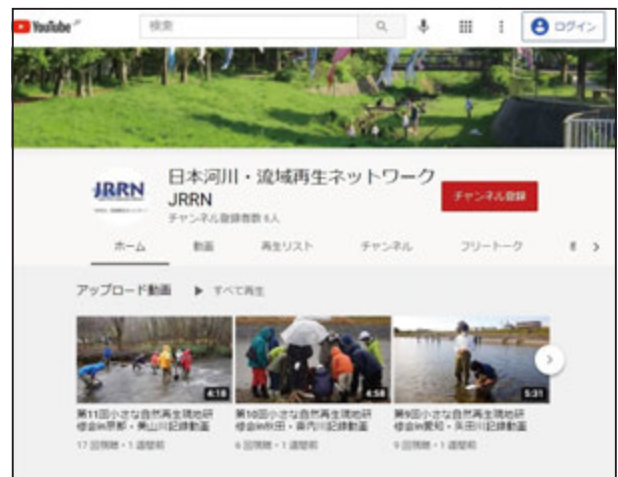 YouTube JP
検索
ログイン
JRRN
日本河川・流域再生ネットワーク
JRRN
チャンネル登録者数 6人
チャンネル登録
ホーム 動画 再生リスト チャンネル フリートーク
アップロード動画 ▶ すべて再生
4:18 4:58 5:31
第11回小さな自然再生現地研
修会in京都・美山川記録動画
17 回視聴・1 週間前
第10回小さな自然再生現地研
修会in秋田・斉内川記録動画
6 回視聴・1 週間前
第9回小さな自然再生現地研
修会in愛知・矢田川記録動画
9 回視聴・1 週間前